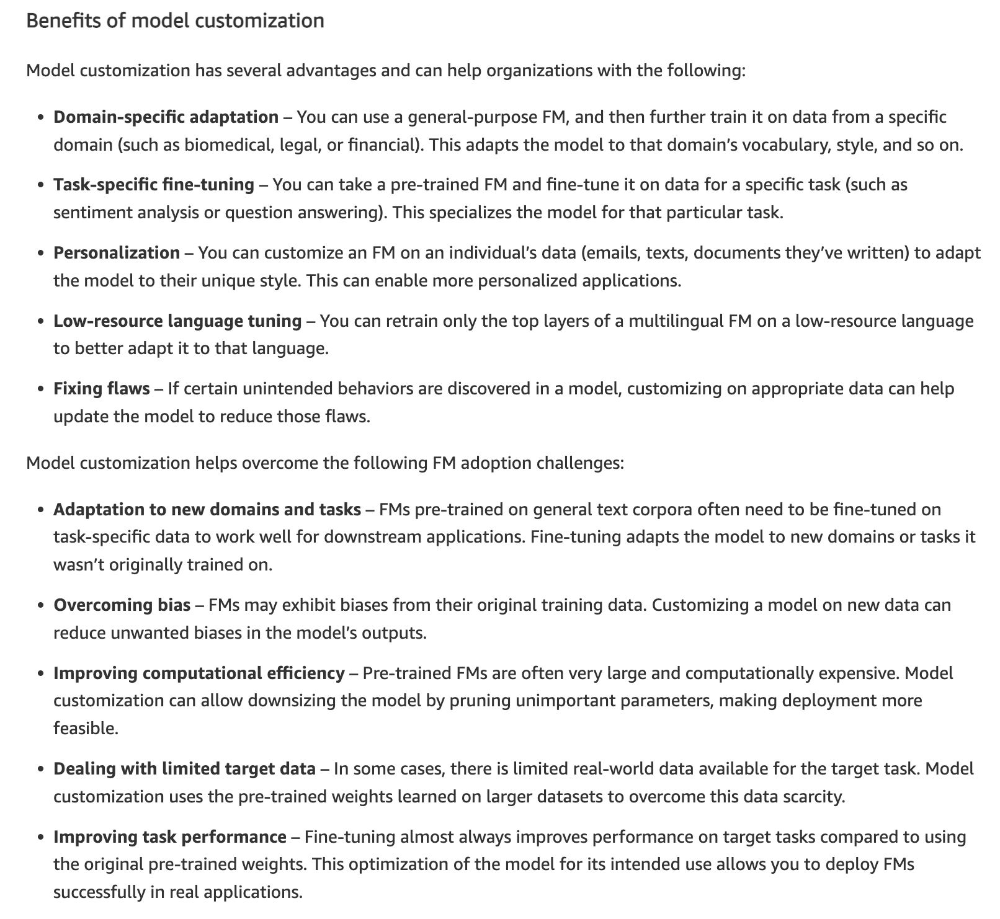 Benefits of model customization
Model customization has several advantages and can help organizations with the following:
• Domain-specific adaptation – You can use a general-purpose FM, and then further train it on data from a specific
domain (such as biomedical, legal, or financial). This adapts the model to that domain’s vocabulary, style, and so on.
• Task-specific fine-tuning – You can take a pre-trained FM and fine-tune it on data for a specific task (such as
sentiment analysis or question answering). This specializes the model for that particular task.
• Personalization – You can customize an FM on an individual’s data (emails, texts, documents they’ve written) to adapt
the model to their unique style. This can enable more personalized applications.
• Low-resource language tuning – You can retrain only the top layers of a multilingual FM on a low-resource language
to better adapt it to that language.
• Fixing flaws – If certain unintended behaviors are discovered in a model, customizing on appropriate data can help
update the model to reduce those flaws.
Model customization helps overcome the following FM adoption challenges:
• Adaptation to new domains and tasks – FMs pre-trained on general text corpora often need to be fine-tuned on
task-specific data to work well for downstream applications. Fine-tuning adapts the model to new domains or tasks it
wasn’t originally trained on.
• Overcoming bias – FMs may exhibit biases from their original training data. Customizing a model on new data can
reduce unwanted biases in the model’s outputs.
• Improving computational efficiency – Pre-trained FMs are often very large and computationally expensive. Model
customization can allow downsizing the model by pruning unimportant parameters, making deployment more
feasible.
• Dealing with limited target data – In some cases, there is limited real-world data available for the target task. Model
customization uses the pre-trained weights learned on larger datasets to overcome this data scarcity.
• Improving task performance – Fine-tuning almost always improves performance on target tasks compared to using
the original pre-trained weights. This optimization of the model for its intended use allows you to deploy FMs
successfully in real applications.